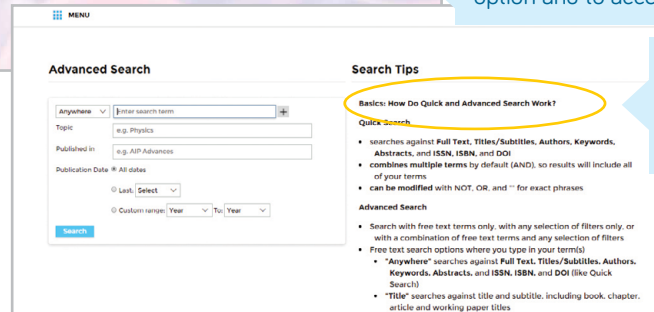 option and to acce
MENU
Advanced Search
Anywhere
Enter search term
+
Topic
e.g. Physics
Published in
e.g. AIP Advances
Publication Date
All dates
Last: Select
Custom range: Year To: Year
Search
Search Tips
Basics: How Do Quick and Advanced Search Work?
Quick Search
• searches against Full Text, Titles/Subtitles, Authors, Keywords,
Abstracts, and ISSN, ISBN, and DOI
• combines multiple terms by default (AND), so results will include all
of your terms
• can be modified with NOT, OR, and "" for exact phrases
Advanced Search
• Search with free text terms only, with any selection of filters only, or
with a combination of free text terms and any selection of filters
• Free text search options where you type in your term(s)
• "Anywhere" searches against Full Text, Titles/Subtitles, Authors,
Keywords, Abstracts, and ISSN, ISBN, and DOI (like Quick
Search)
• "Title" searches against title and subtitle, including book, chapter,
article and working paper titles